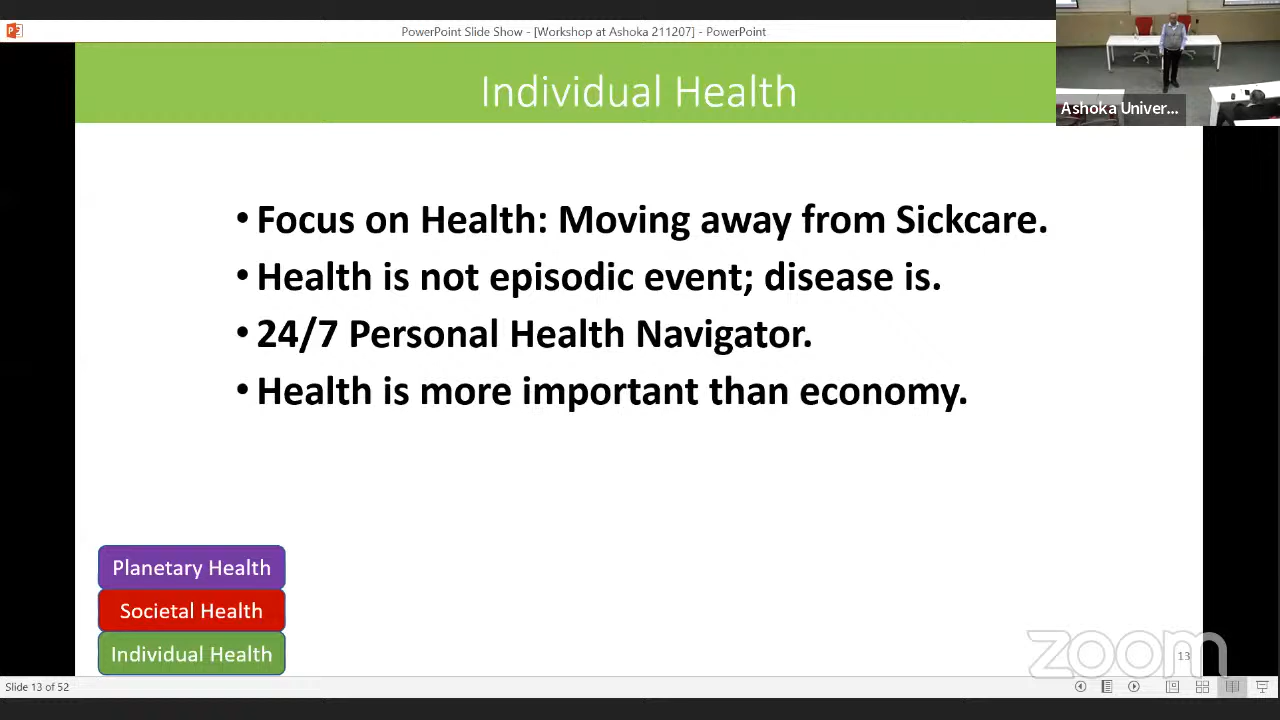 PowerPoint Slide Show - [Workshop at Ashoka 211207] - PowerPoint
Individual Health
Ashoka Univer...
• Focus on Health: Moving away from Sickcare.
• Health is not episodic event; disease is.
• 24/7 Personal Health Navigator.
• Health is more important than economy.
Planetary Health
Societal Health
Individual Health
zoom
13
Slide 13 of 52